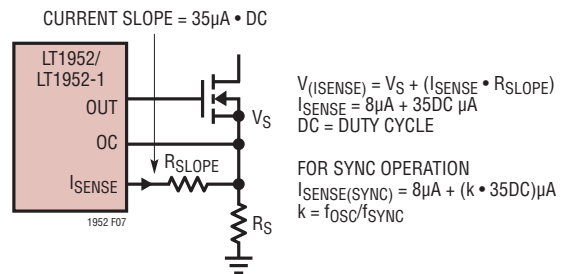 CURRENT SLOPE = 35µA • DC
LT1952/
LT1952-1
OUT
OC
ISENSE
VS
RSLOPE
RS
1952 F07
V(ISENSE) = VS + (ISENSE • RSLOPE)
ISENSE = 8µA + 35DC µA
DC = DUTY CYCLE
FOR SYNC OPERATION
ISENSE(SYNC) = 8µA + (k • 35DC)µA
k = fOSC/fSYNC